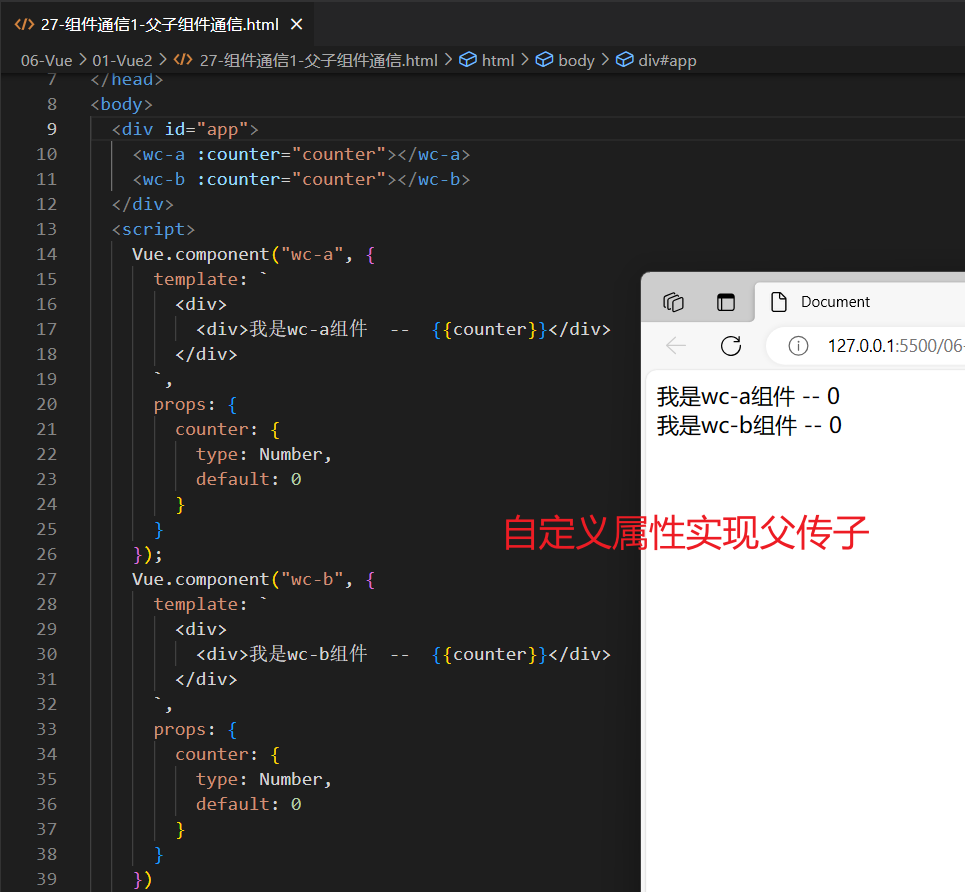 27-组件通信1-父子组件通信.html
06-Vue > 01-Vue2 > 27-组件通信1-父子组件通信.html > html > body > div#app
7 </head>
8 <body>
9 <div id="app">
10 <wc-a :counter="counter"></wc-a>
11 <wc-b :counter="counter"></wc-b>
12 </div>
13 <script>
14 Vue.component("wc-a", {
15 template: `
16 <div>
17 <div>我是wc-a组件 -- {{counter}}</div>
18 </div>
19 `,
20 props: {
21 counter: {
22 type: Number,
23 default: 0
24 }
25 }
26 });
27 Vue.component("wc-b", {
28 template: `
29 <div>
30 <div>我是wc-b组件 -- {{counter}}</div>
31 </div>
32 `,
33 props: {
34 counter: {
35 type: Number,
36 default: 0
37 }
38 }
39 })
Document
127.0.0.1:5500/06-
我是wc-a组件 -- 0
我是wc-b组件 -- 0
自定义属性实现父传子